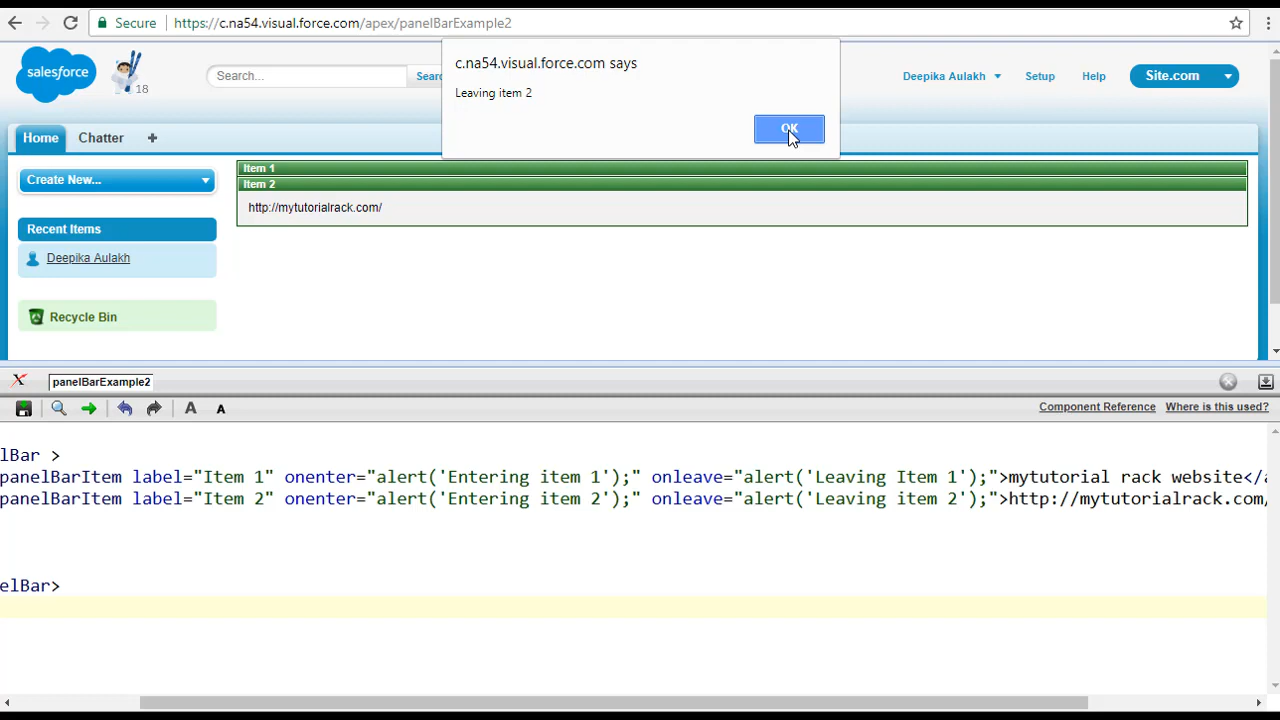 Secure https://c.na54.visual.force.com/apex/panelBarExample2
c.na54.visual.force.com says
Leaving item 2
OK
salesforce
18
Search...
Sear
Deepika Aulakh
Setup
Help
Site.com
Home
Chatter
Create New...
Recent Items
Deepika Aulakh
Recycle Bin
Item 1
Item 2
http://mytutorialrack.com/
X
panelBarExample2
A
A
Component Reference
Where is this used?
lBar >
panelBarItem label="Item 1" onenter="alert('Entering item 1');" onleave="alert('Leaving Item 1');">mytutorial rack website</a
panelBarItem label="Item 2" onenter="alert('Entering item 2');" onleave="alert('Leaving item 2');">http://mytutorialrack.com/
elBar>